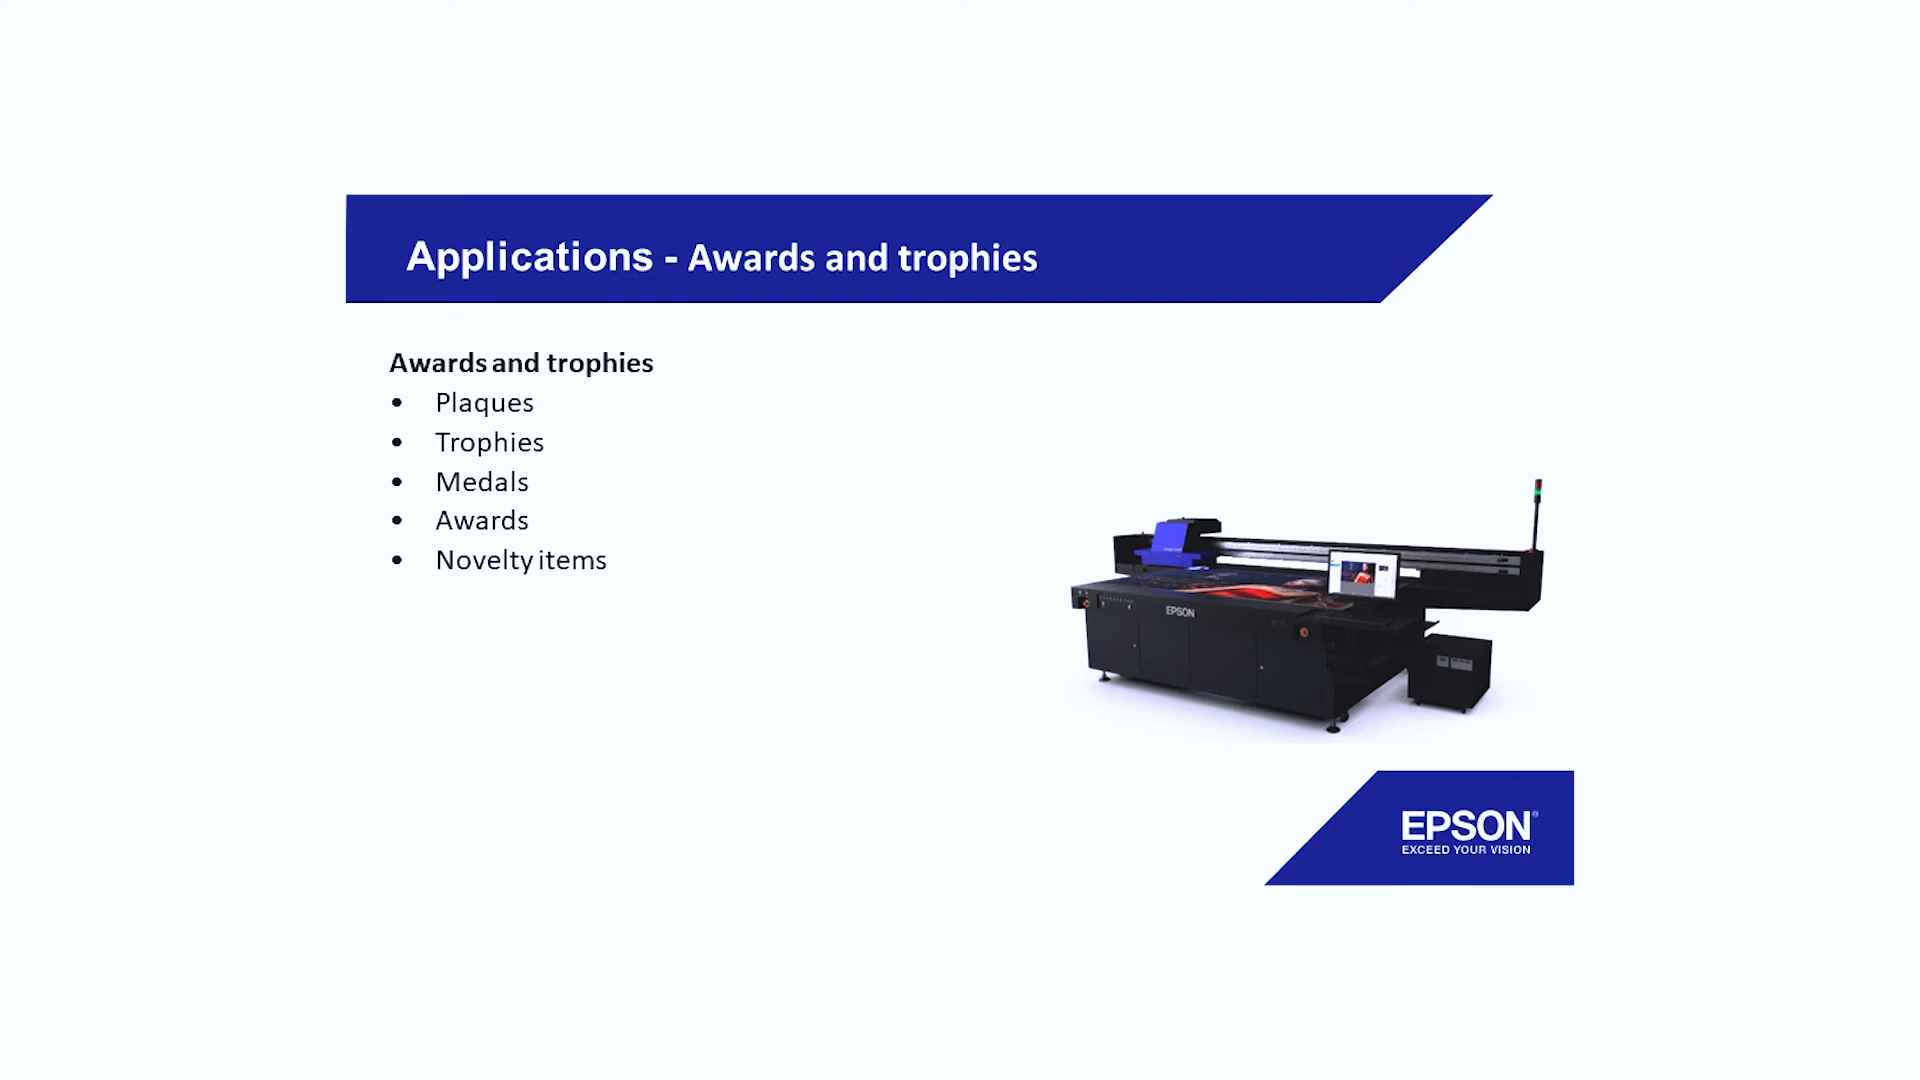 Applications - Awards and trophies
Awards and trophies
• Plaques
• Trophies
• Medals
• Awards
• Novelty items
EPSON
EPSON®
EXCEED YOUR VISION